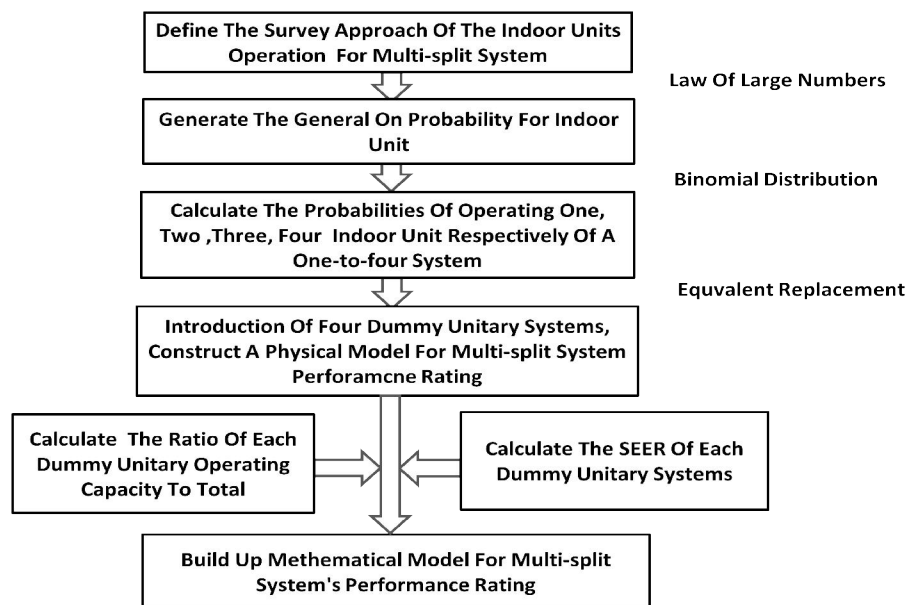 Define The Survey Approach Of The Indoor Units
Operation For Multi-split System
Law Of Large Numbers
Generate The General On Probability For Indoor
Unit
Binomial Distribution
Calculate The Probabilities Of Operating One,
Two ,Three, Four Indoor Unit Respectively Of A
One-to-four System
Equvalent Replacement
Introduction Of Four Dummy Unitary Systems,
Construct A Physical Model For Multi-split System
Perforamcne Rating
Calculate The Ratio Of Each
Dummy Unitary Operating
Capacity To Total
Calculate The SEER Of Each
Dummy Unitary Systems
Build Up Methematical Model For Multi-split
System's Performance Rating